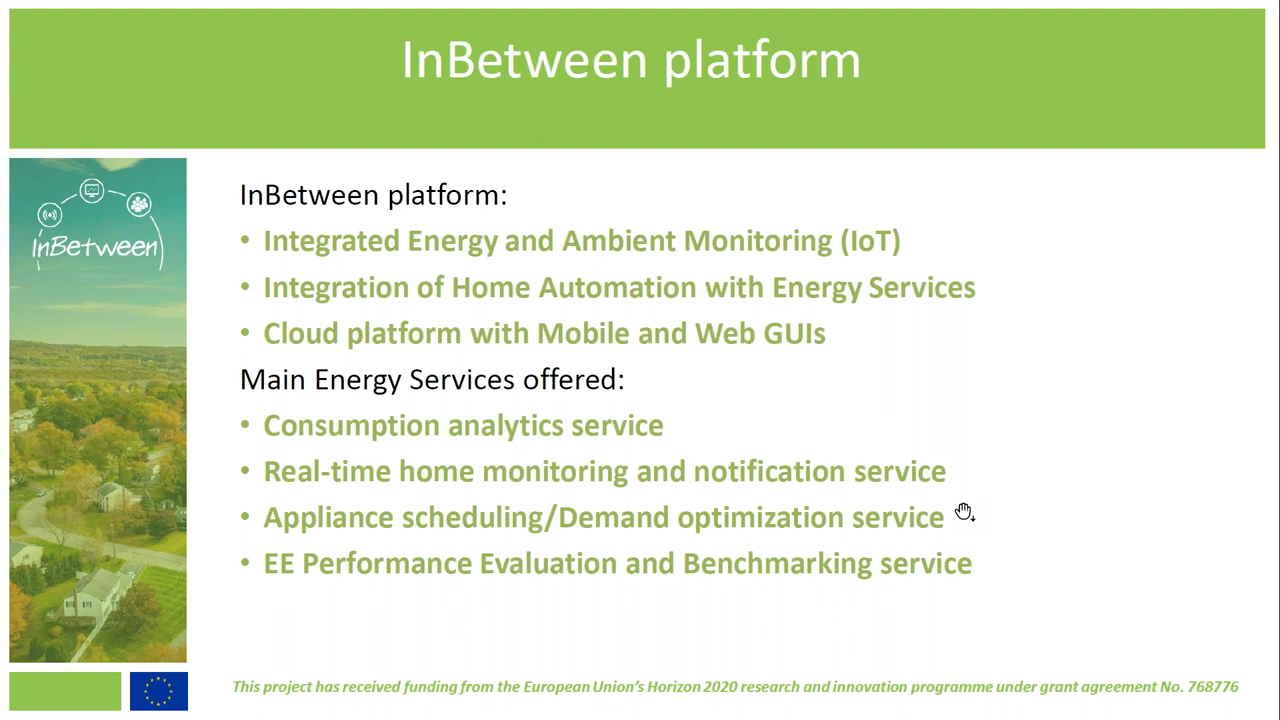 InBetween platform
InBetween
InBetween platform:
• Integrated Energy and Ambient Monitoring (IoT)
• Integration of Home Automation with Energy Services
• Cloud platform with Mobile and Web GUIs
Main Energy Services offered:
• Consumption analytics service
• Real-time home monitoring and notification service
• Appliance scheduling/Demand optimization service
• EE Performance Evaluation and Benchmarking service
This project has received funding from the European Union's Horizon 2020 research and innovation programme under grant agreement No. 768776